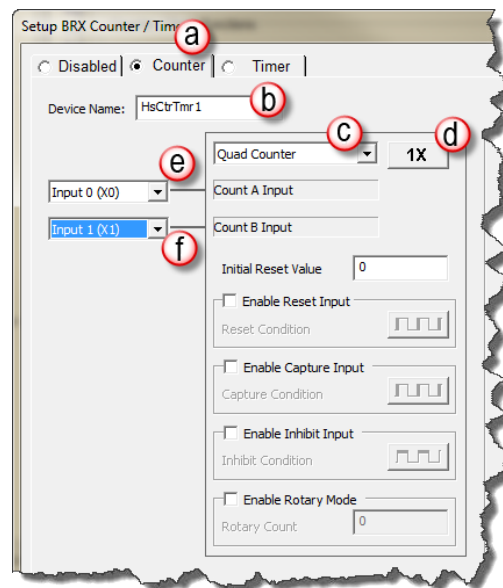 Setup BRX Counter / Tim
a
Disabled
Counter
Timer
Device Name: HsCtrTmr1
b
c
d
Quad Counter
1X
e
Input 0 (X0)
Count A Input
Input 1 (X1)
Count B Input
f
Initial Reset Value 0
Enable Reset Input
Reset Condition
Enable Capture Input
Capture Condition
Enable Inhibit Input
Inhibit Condition
Enable Rotary Mode
Rotary Count 0